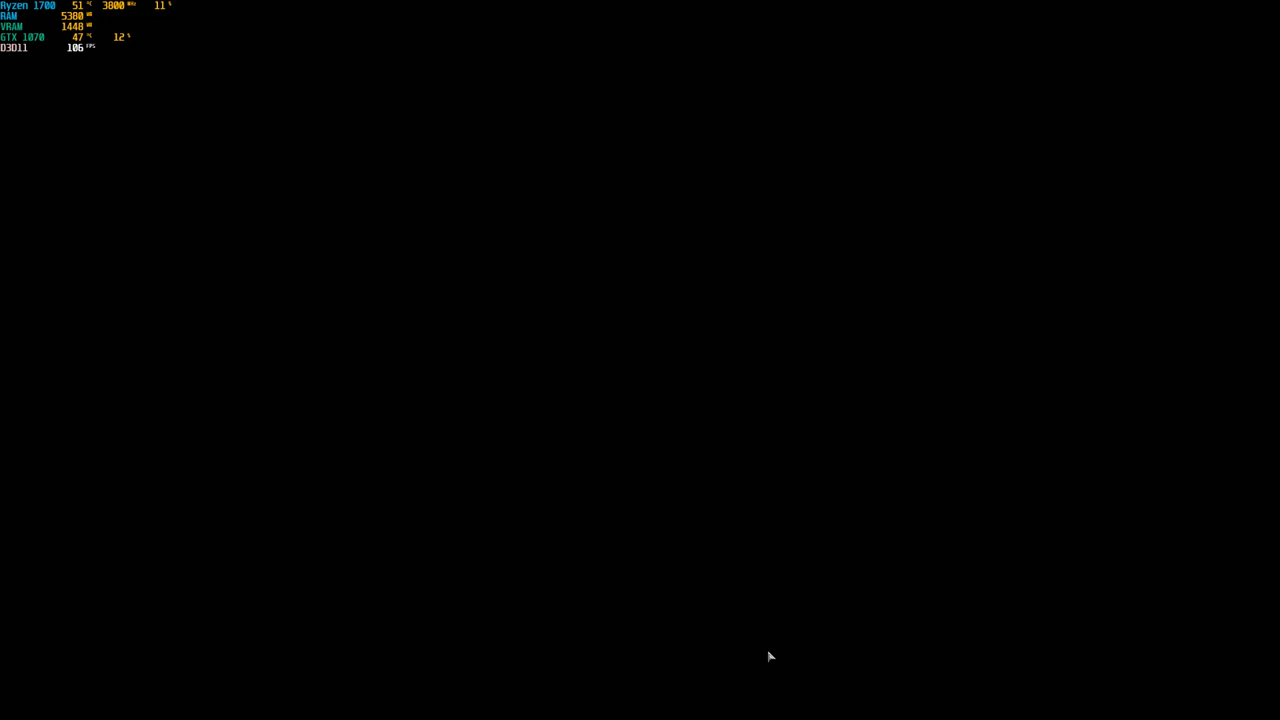 Ryzen 1700 51 °C 3800 MHz 11 %
RAM 5380 MB
VRAM 1448 MB
GTX 1070 47 °C 12 %
D3D11 106 FPS